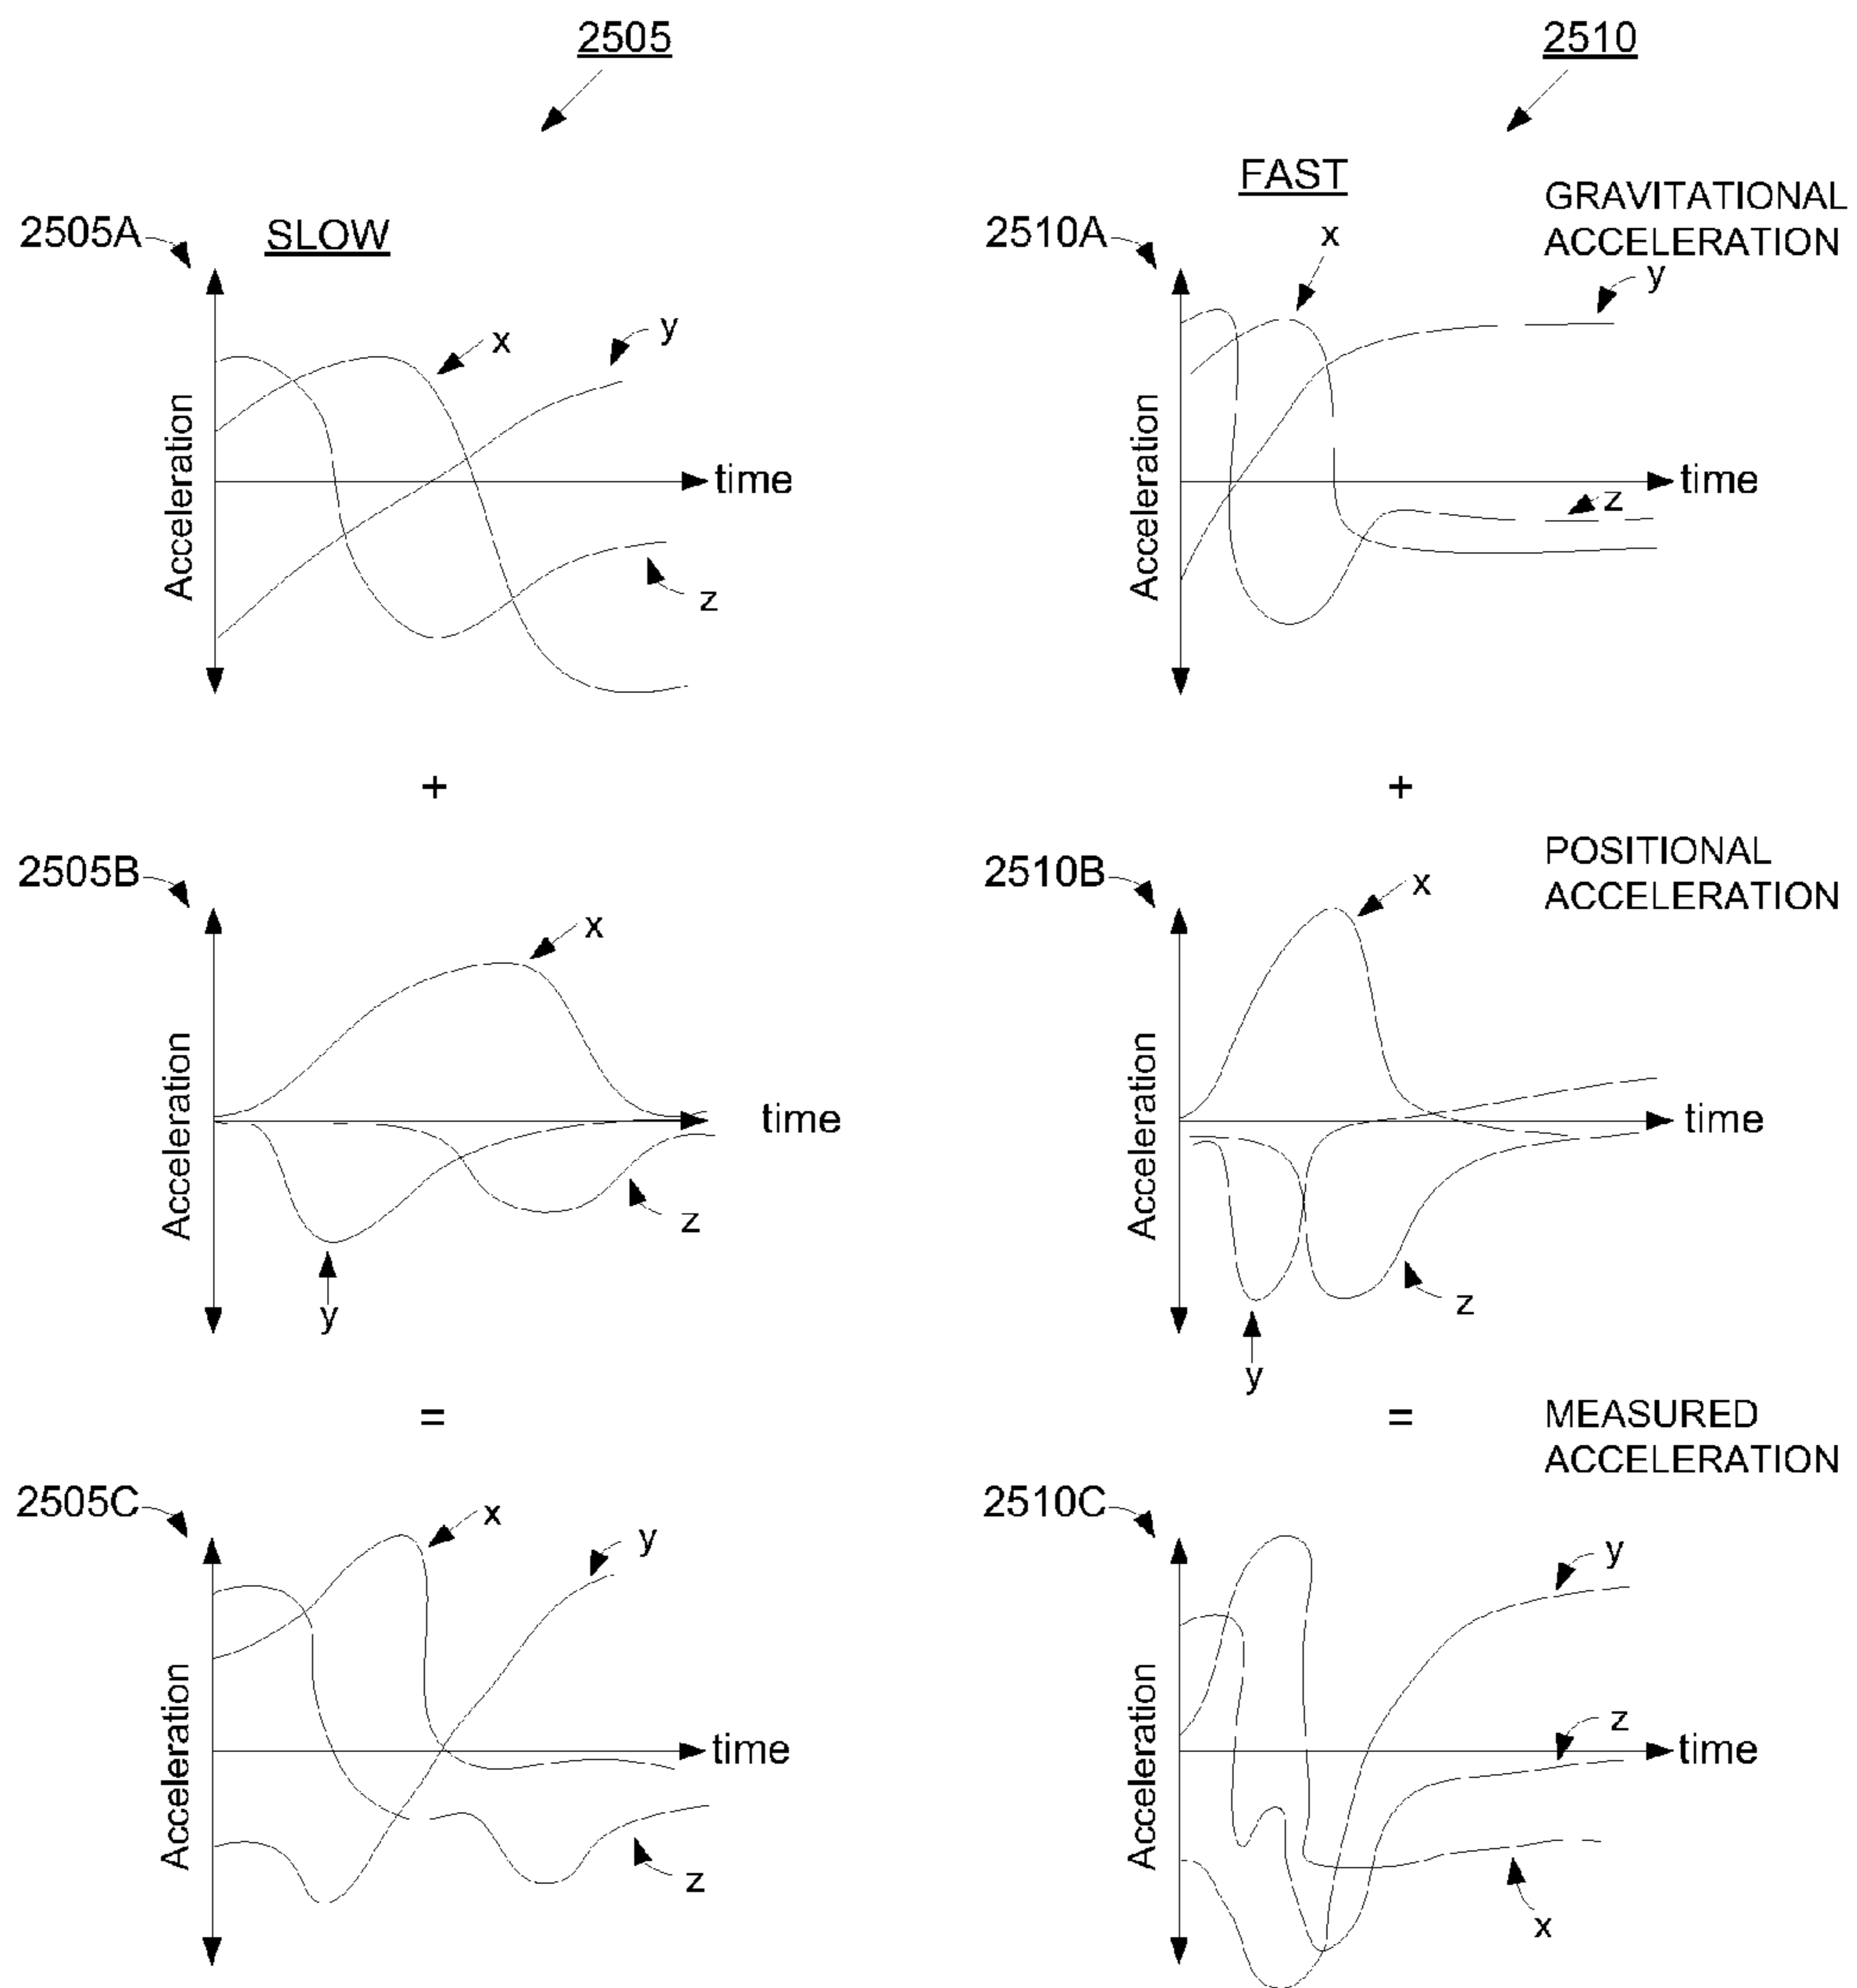 2505
2510
SLOW
FAST
GRAVITATIONAL
ACCELERATION
2505A
x
y
z
Acceleration
time
2510A
x
y
z
Acceleration
time
+
+
POSITIONAL
ACCELERATION
2505B
x
y
z
Acceleration
time
2510B
x
y
z
Acceleration
time
=
=
MEASURED
ACCELERATION
2505C
x
y
z
Acceleration
time
2510C
y
z
x
Acceleration
time